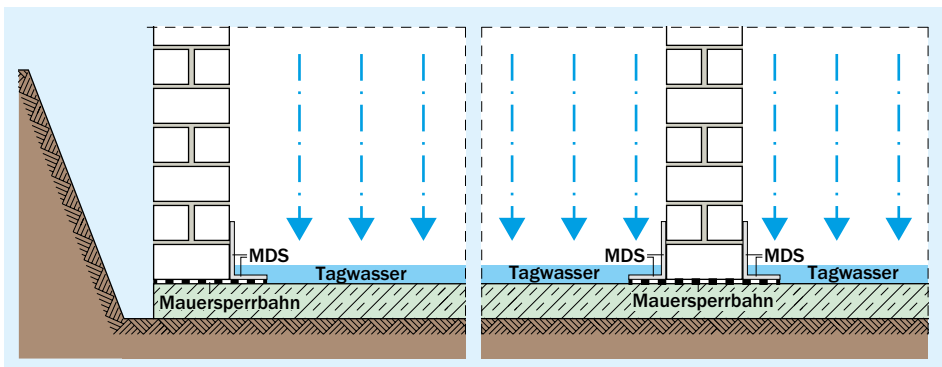 MDS
Tagwasser
Mauersperrbahn
MDS
MDS
Tagwasser
Tagwasser
Mauersperrbahn